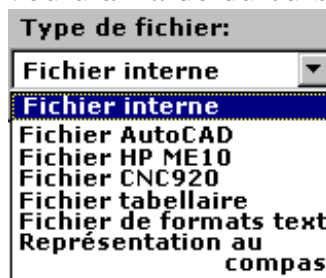 Type de fichier:
Fichier interne
Fichier interne
Fichier AutoCAD
Fichier HP ME10
Fichier CNC920
Fichier tabellaire
Fichier de formats text
Représentation au
compas